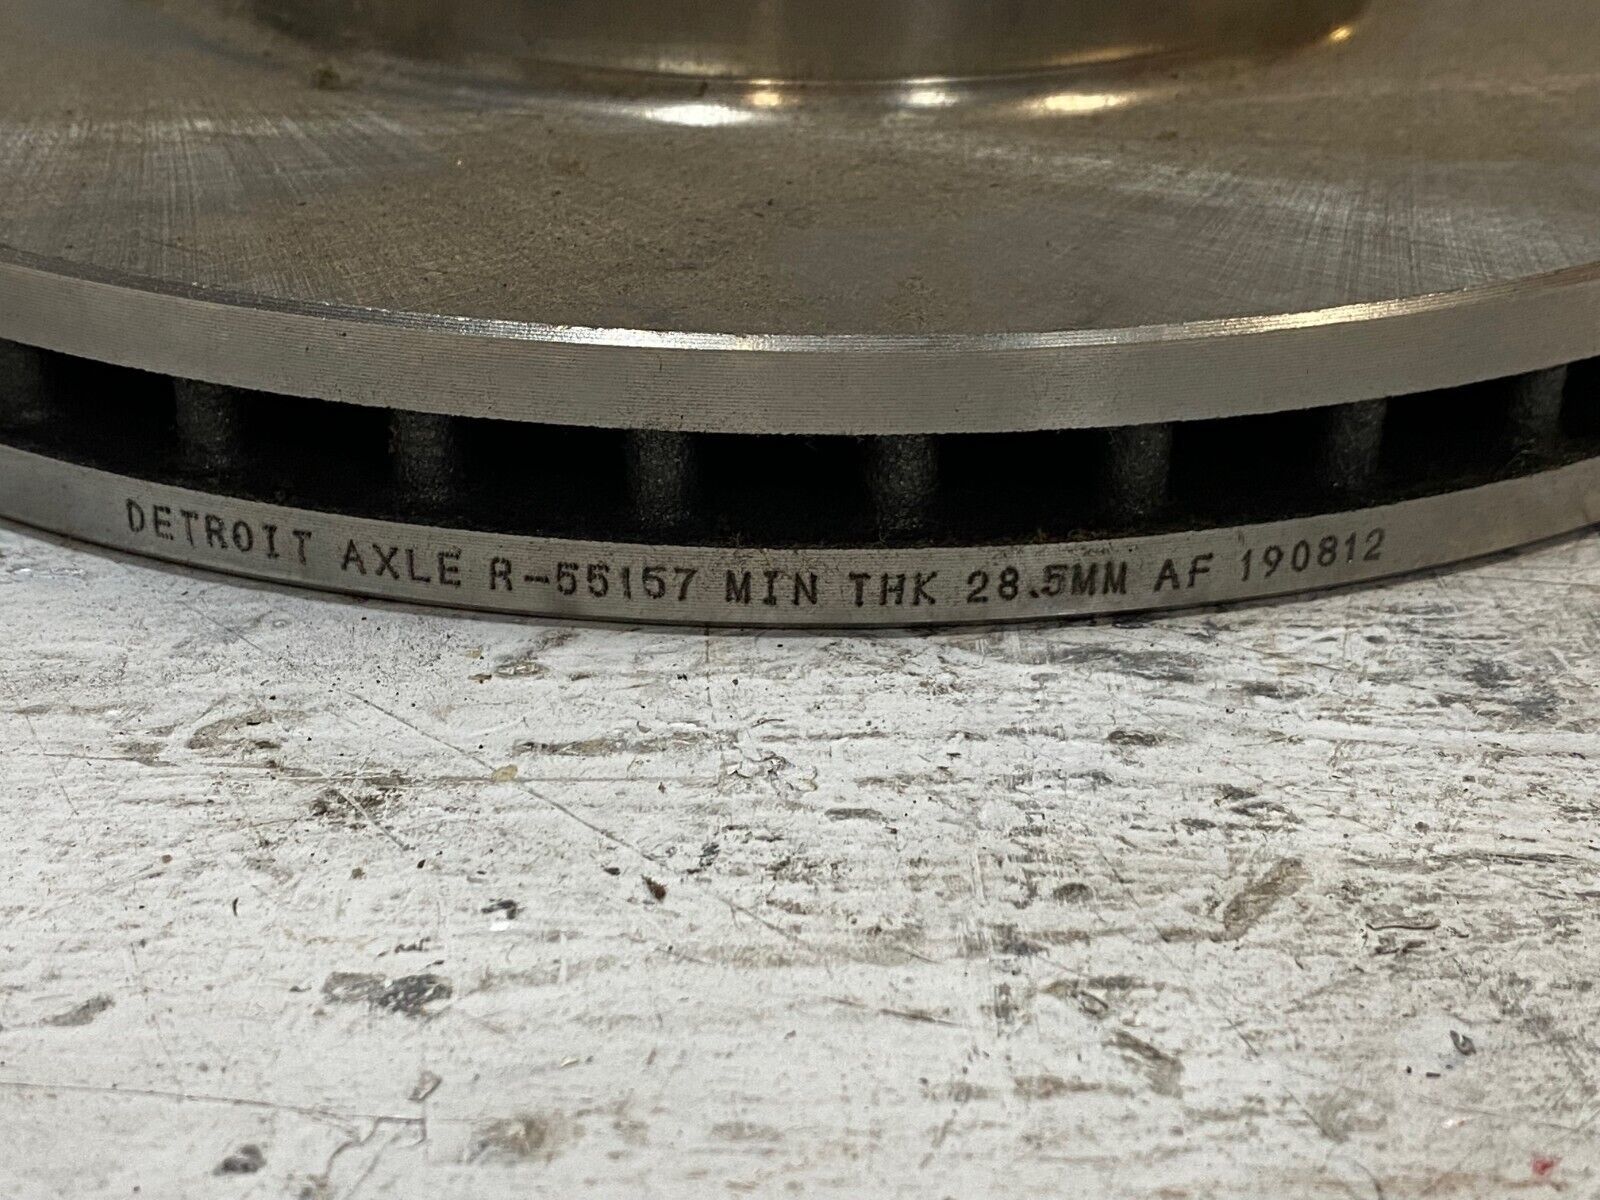 DETROIT AXLE R-55157 MIN THK 28.5MM AF 190812